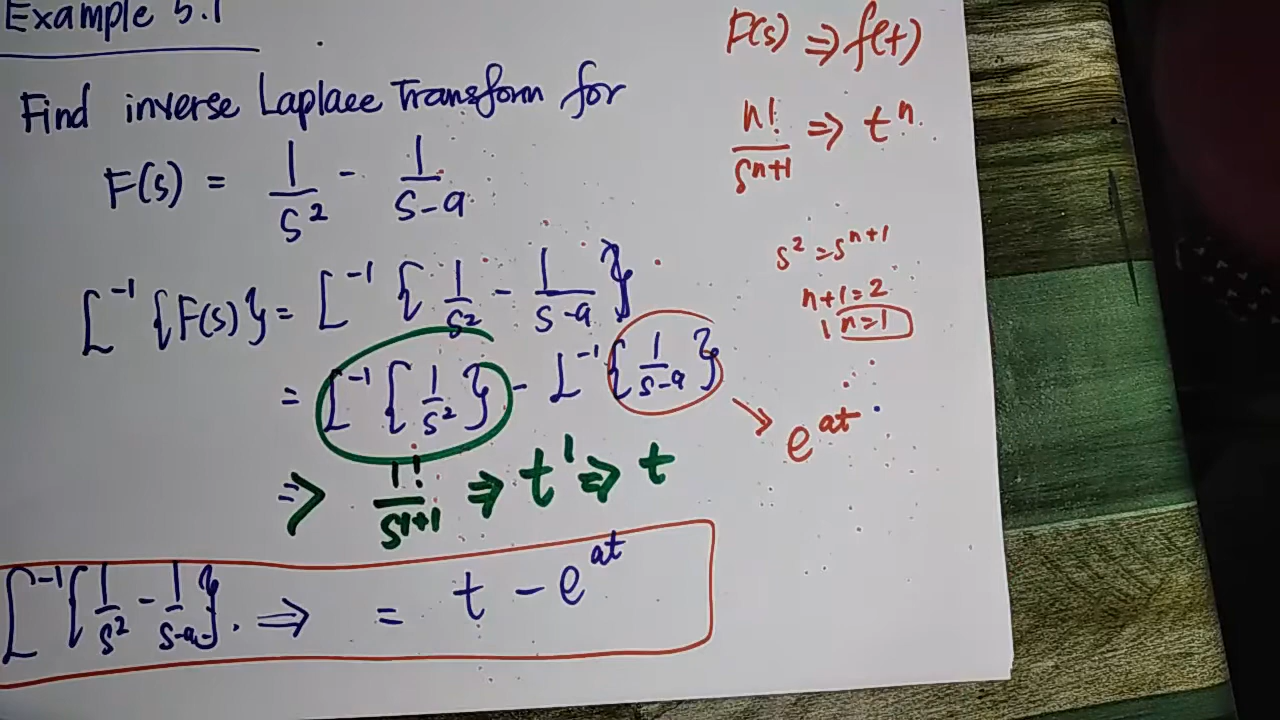 Example 5.1
Find inverse Laplace Transform for
F(s) = 1/s² - 1/(s-a)
L⁻¹{F(s)} = L⁻¹{1/s² - 1/(s-a)}
= L⁻¹{1/s²} - L⁻¹{1/(s-a)}
⇒ 1!/s¹⁺¹ ⇒ t¹ ⇒ t
L⁻¹{1/s² - 1/(s-a)}. ⇒ = t - eᵃᵗ
F(s) ⇒ f(t)
n!/sⁿ⁺¹ ⇒ tⁿ
s² = sⁿ⁺¹
n+1=2
n=1
→ eᵃᵗ